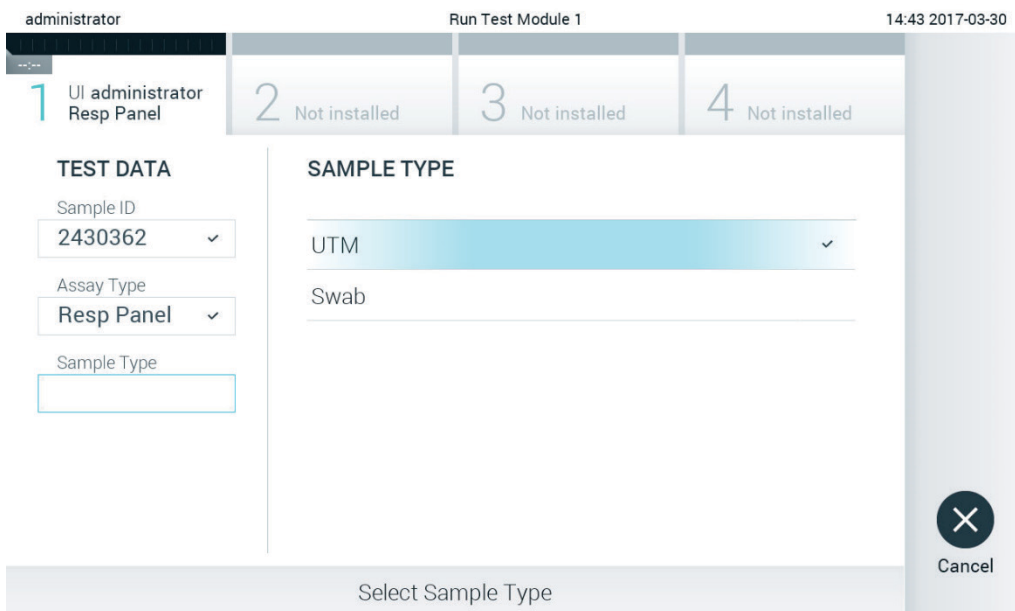 administrator Run Test Module 1 14:43 2017-03-30
--:--
1 UI administrator
Resp Panel
2 Not installed
3 Not installed
4 Not installed
TEST DATA
Sample ID
2430362
Assay Type
Resp Panel
Sample Type
SAMPLE TYPE
UTM
Swab
Cancel
Select Sample Type